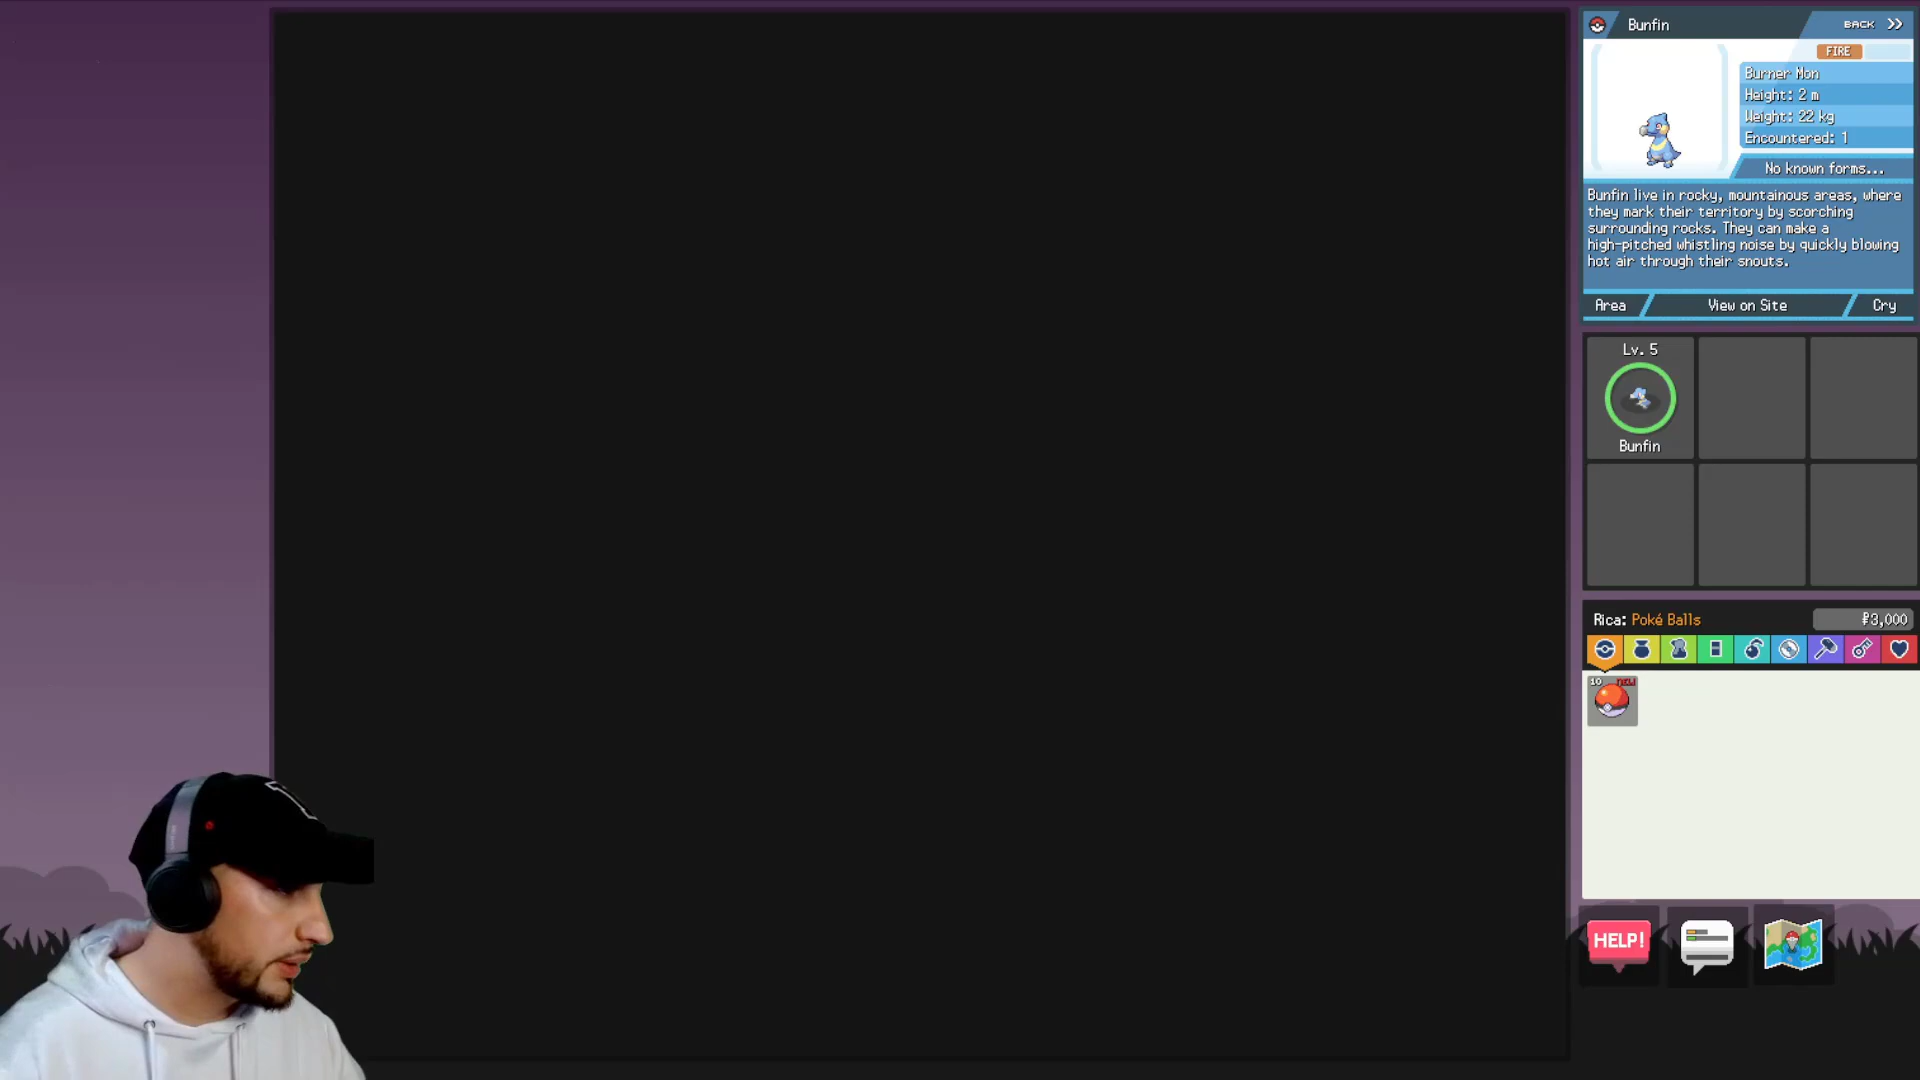 Bunfin
BACK
FIRE
Burner Mon
Height: 2 m
Weight: 22 kg
Encountered: 1
No known forms...
Bunfin live in rocky, mountainous areas, where
they mark their territory by scorching
surrounding rocks. They can make a
high-pitched whistling noise by quickly blowing
hot air through their snouts.
Area
View on Site
Cry
Lv. 5
Bunfin
Rica: Poké Balls
₽3,000
10 NEW
HELP!